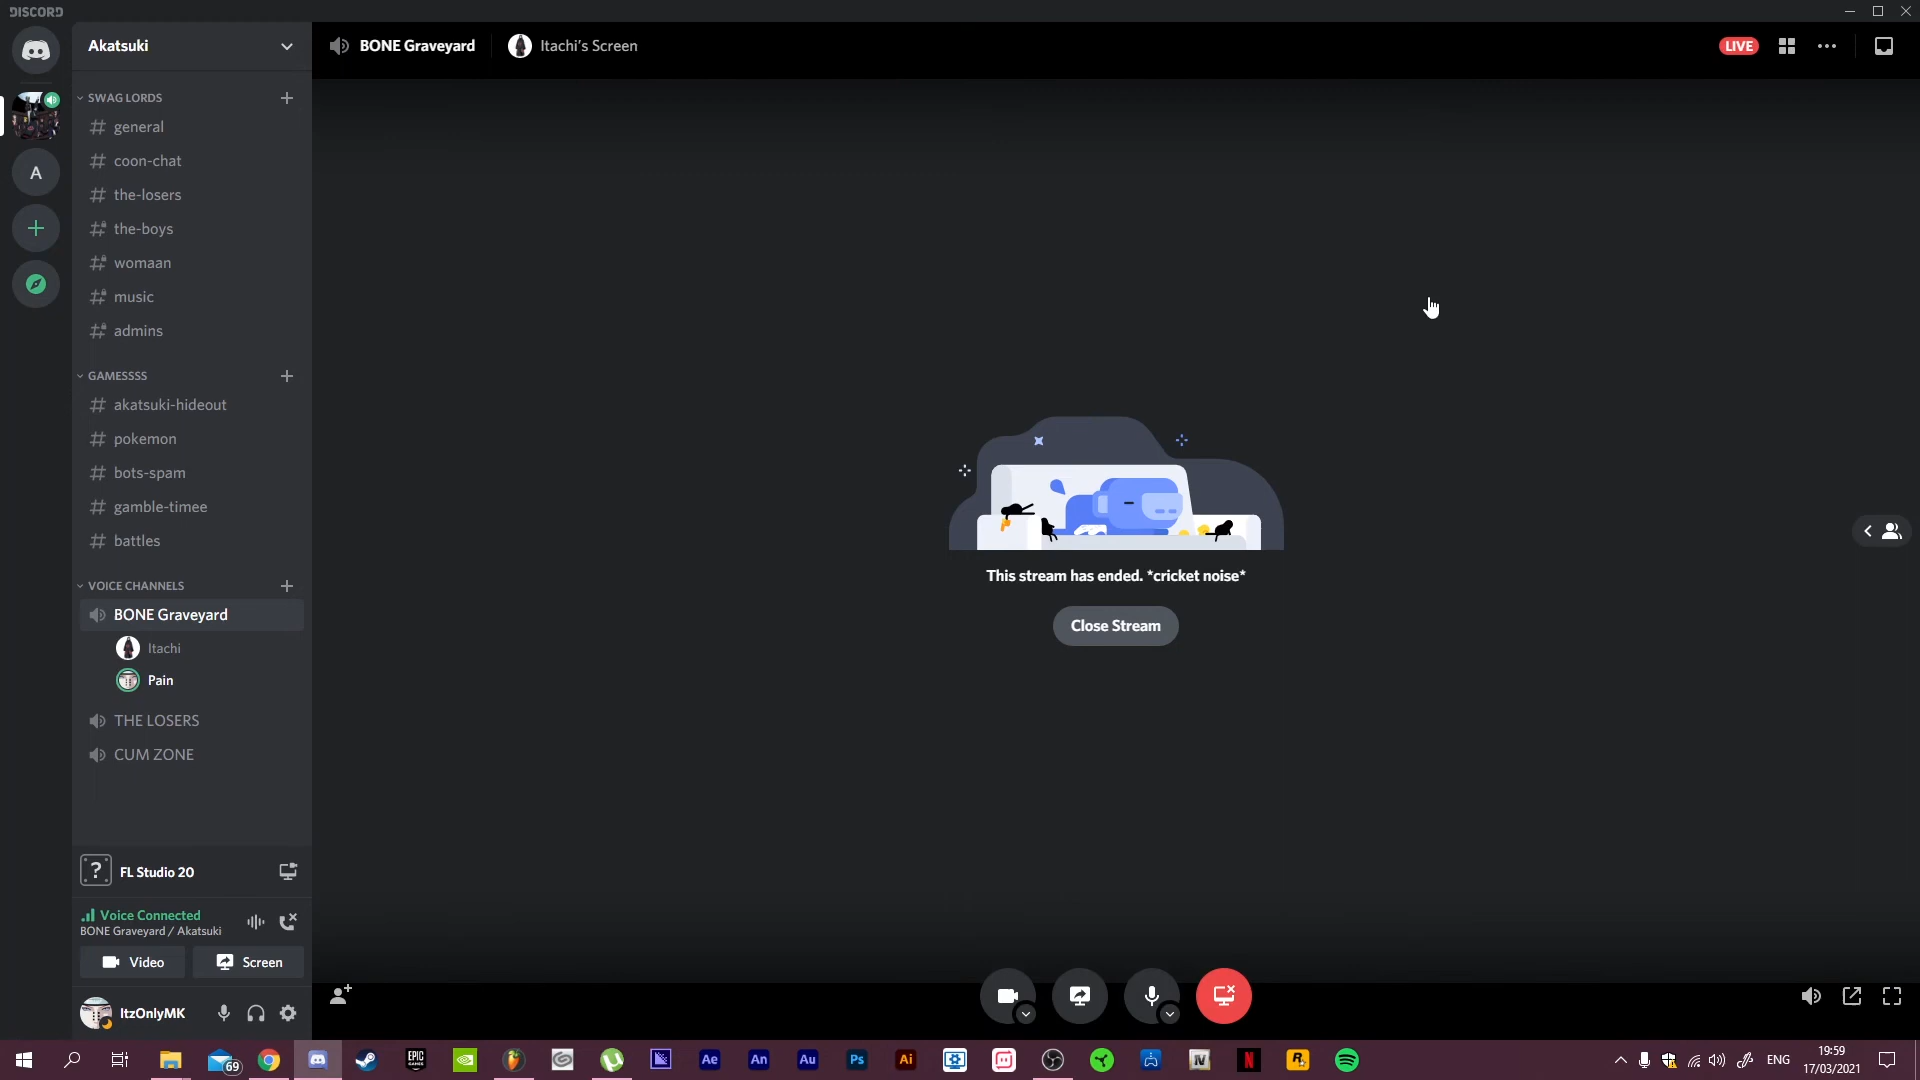 DISCORD
Akatsuki
BONE Graveyard
Itachi's Screen
LIVE
SWAG LORDS
general
coon-chat
A
the-losers
the-boys
womaan
music
admins
GAMESSSS
akatsuki-hideout
pokemon
bots-spam
gamble-timee
battles
VOICE CHANNELS
BONE Graveyard
Itachi
Pain
THE LOSERS
CUM ZONE
This stream has ended. *cricket noise*
Close Stream
? FL Studio 20
Voice Connected
BONE Graveyard / Akatsuki
Video
Screen
ItzOnlyMK
69
EPIC
GAMES
Ae
An
Au
Ps
Ai
IV
N
R
ENG
19:59
17/03/2021